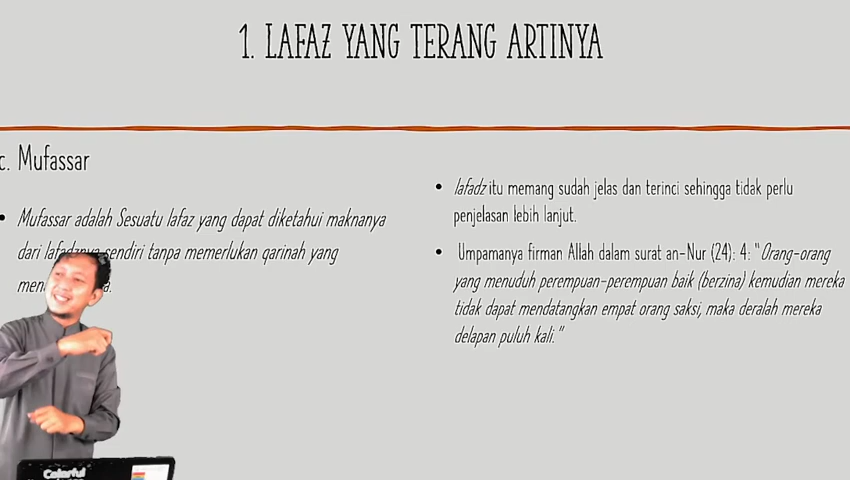 1. LAFAZ YANG TERANG ARTINYA
c. Mufassar
• Mufassar adalah Sesuatu lafaz yang dapat diketahui maknanya
dari lafadznya sendiri tanpa memerlukan qarinah yang
• lafadz itu memang sudah jelas dan terinci sehingga tidak perlu
penjelasan lebih lanjut.
• Umpamanya firman Allah dalam surat an-Nur (24): 4: "Orang-orang
yang menuduh perempuan-perempuan baik (berzina) kemudian mereka
tidak dapat mendatangkan empat orang saksi, maka deralah mereka
delapan puluh kali."
Colorful